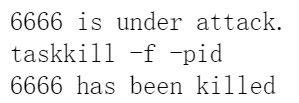 6666 is under attack.
taskkill -f -pid
6666 has been killed